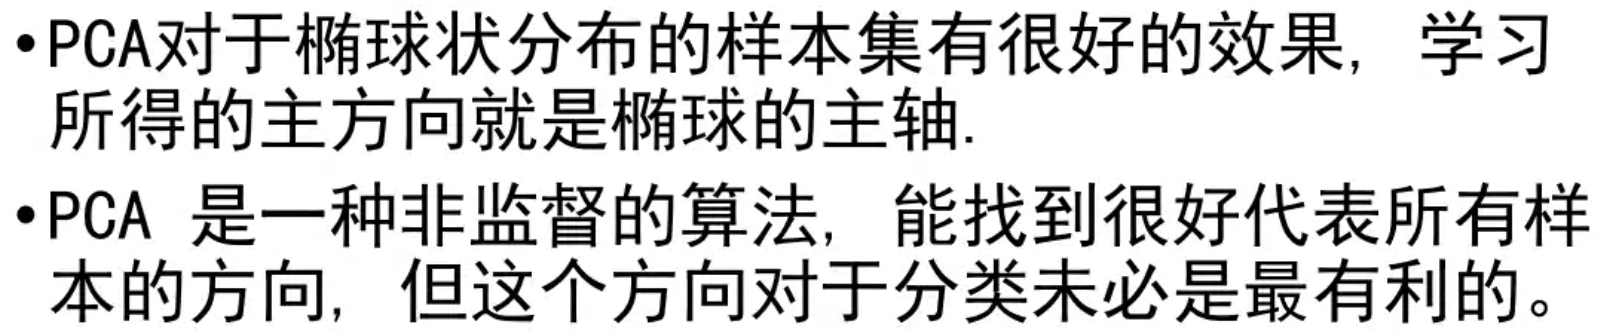 •PCA对于椭球状分布的样本集有很好的效果, 学习
所得的主方向就是椭球的主轴.
•PCA 是一种非监督的算法, 能找到很好代表所有样
本的方向, 但这个方向对于分类未必是最有利的。